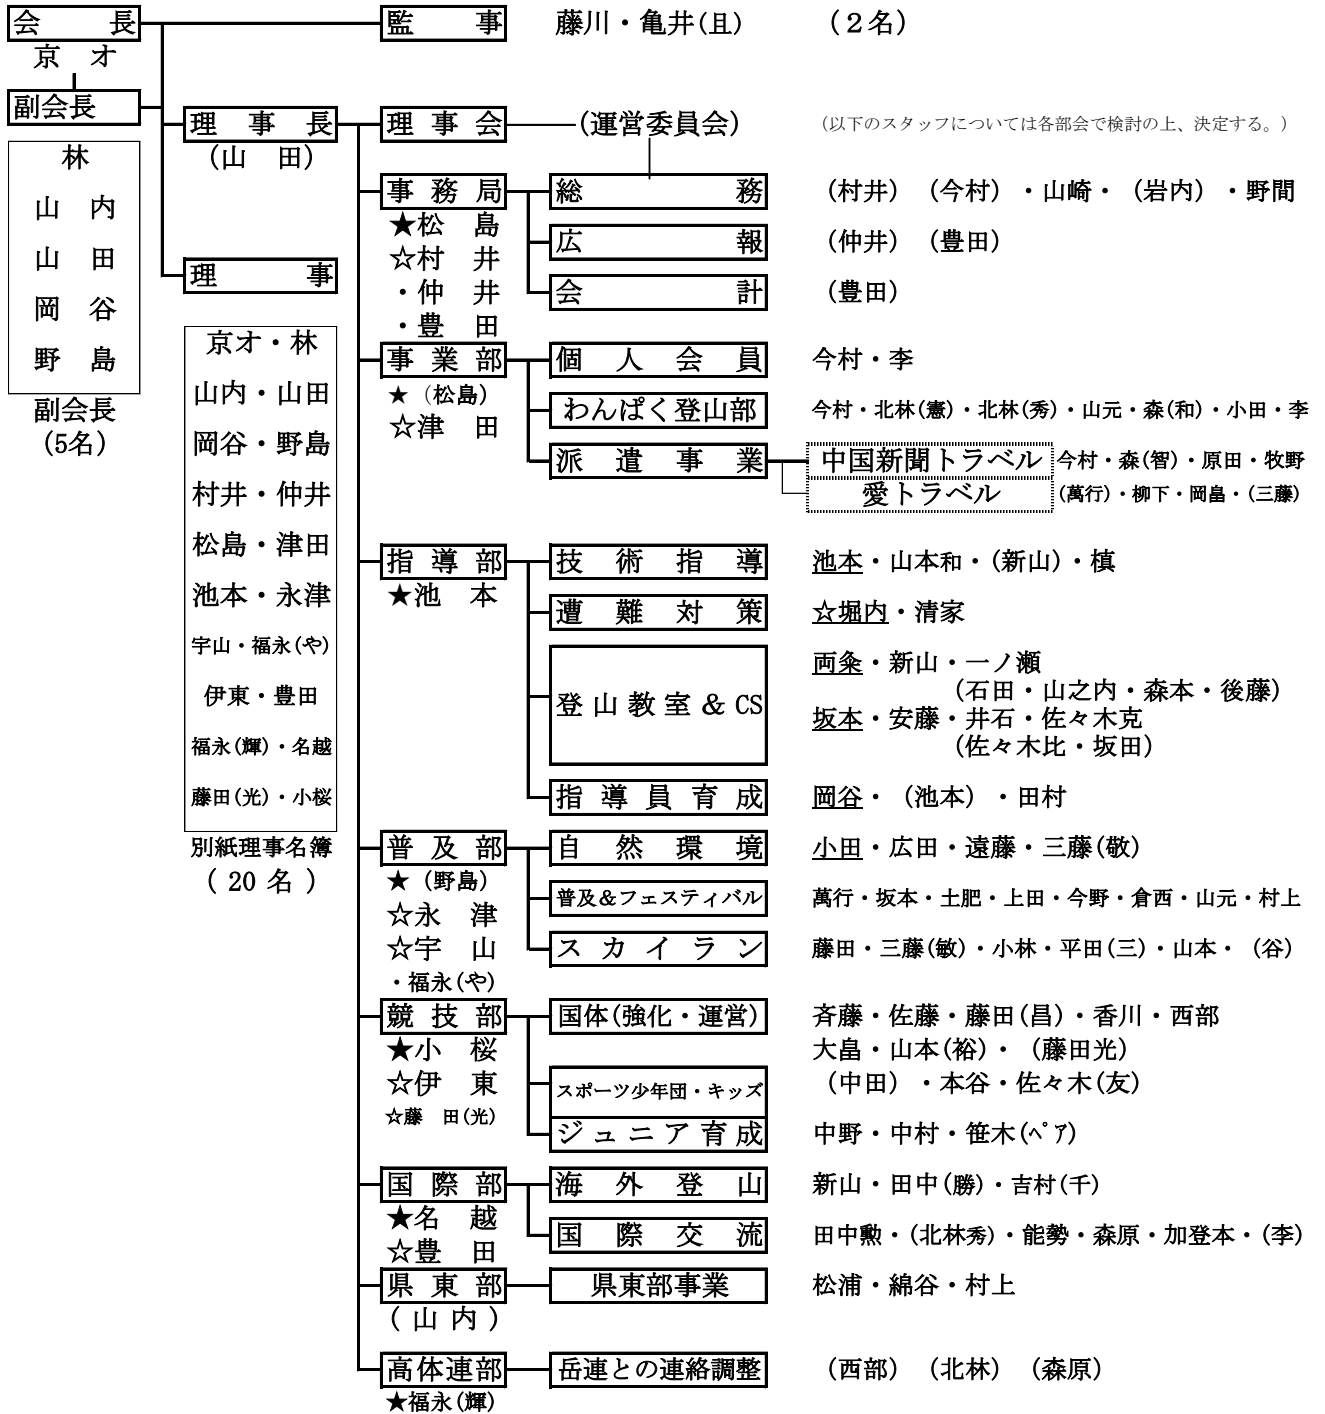 会長 監事 藤川・亀井(且) (２名)
京オ
副会長
理事長 理事会 (運営委員会) (以下のスタッフについては各部会で検討の上、決定する。)
(山 田)
林
山 内
山 田
岡 谷
野 島
副会長
(5名)
理事
京オ・林
山内・山田
岡谷・野島
村井・仲井
松島・津田
池本・永津
宇山・福永(や)
伊東・豊田
福永(輝)・名越
藤田(光)・小桜
別紙理事名簿
( 20 名 )
事務局
★松 島
☆村 井
・仲 井
・豊 田
総務 (村井) (今村) ・山崎・ (岩内) ・野間
広報 (仲井) (豊田)
会計 (豊田)
事業部
★ (松島)
☆津 田
個人会員 今村・李
わんぱく登山部 今村・北林(憲)・北林(秀)・山元・森(和)・小田・李
派遣事業 中国新聞トラベル 今村・森(智)・原田・牧野
愛トラベル (萬行)・柳下・岡畠・(三藤)
指導部
★池 本
技術指導 池本・山本和・(新山)・槙
遭難対策 ☆堀内・清家
登山教室＆CS 両粂・新山・一ノ瀬
(石田・山之内・森本・後藤)
坂本・安藤・井石・佐々木克
(佐々木比・坂田)
指導員育成 岡谷・ (池本) ・田村
普及部
★ (野島)
☆永 津
☆宇 山
・福永(や)
自然環境 小田・広田・遠藤・三藤(敬)
普及＆フェスティバル 萬行・坂本・土肥・上田・今野・倉西・山元・村上
スカイラン 藤田・三藤(敏)・小林・平田(三)・山本・ (谷)
競技部
★小 桜
☆伊 東
☆藤 田(光)
国体(強化・運営) 斉藤・佐藤・藤田(昌)・香川・西部
大畠・山本(裕)・ (藤田光)
スポーツ少年団・キッズ (中田) ・本谷・佐々木(友)
ジュニア育成 中野・中村・笹木(ﾍﾟｱ)
国際部
★名 越
☆豊 田
海外登山 新山・田中(勝)・吉村(千)
国際交流 田中勲・(北林秀)・能勢・森原・加登本・(李)
県東部 県東部事業 松浦・綿谷・村上
( 山 内 )
高体連部 岳連との連絡調整 (西部) (北林) (森原)
★福永(輝)